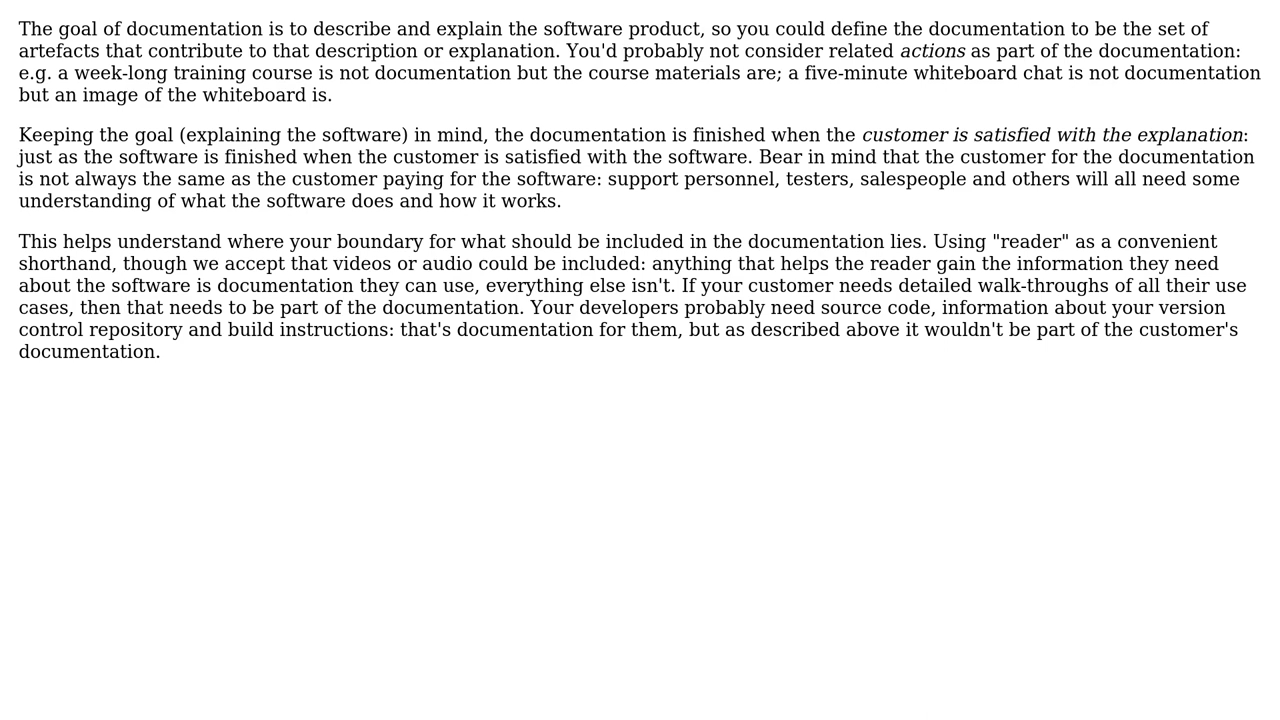 The goal of documentation is to describe and explain the software product, so you could define the documentation to be the set of
artefacts that contribute to that description or explanation. You'd probably not consider related actions as part of the documentation:
e.g. a week-long training course is not documentation but the course materials are; a five-minute whiteboard chat is not documentation
but an image of the whiteboard is.
Keeping the goal (explaining the software) in mind, the documentation is finished when the customer is satisfied with the explanation:
just as the software is finished when the customer is satisfied with the software. Bear in mind that the customer for the documentation
is not always the same as the customer paying for the software: support personnel, testers, salespeople and others will all need some
understanding of what the software does and how it works.
This helps understand where your boundary for what should be included in the documentation lies. Using "reader" as a convenient
shorthand, though we accept that videos or audio could be included: anything that helps the reader gain the information they need
about the software is documentation they can use, everything else isn't. If your customer needs detailed walk-throughs of all their use
cases, then that needs to be part of the documentation. Your developers probably need source code, information about your version
control repository and build instructions: that's documentation for them, but as described above it wouldn't be part of the customer's
documentation.